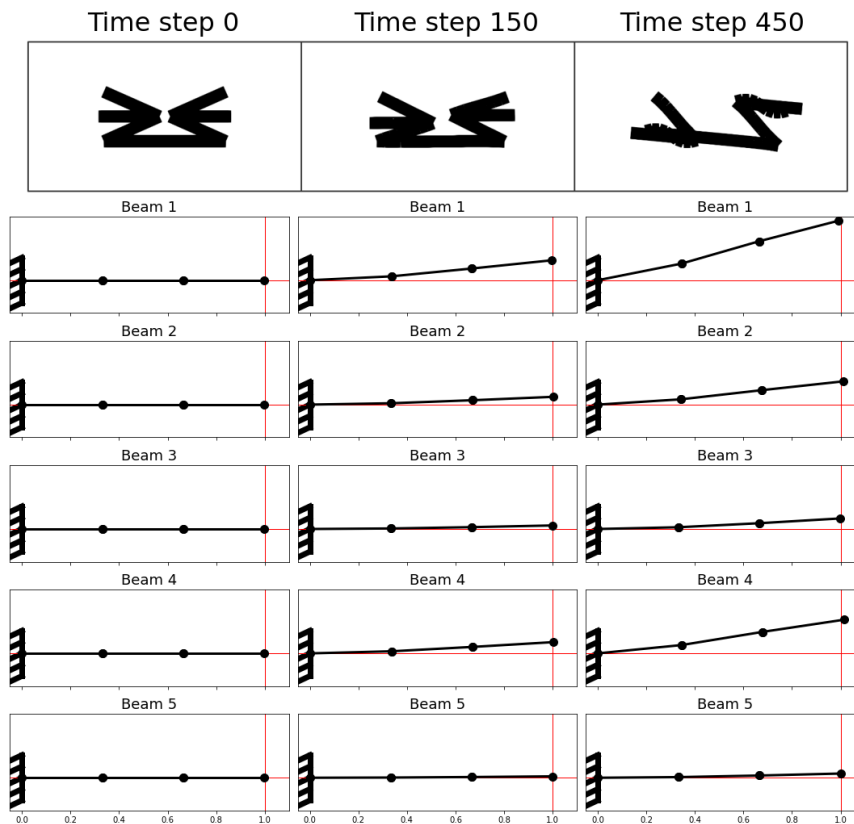 Time step 0 Time step 150 Time step 450
Beam 1 Beam 1 Beam 1
Beam 2 Beam 2 Beam 2
Beam 3 Beam 3 Beam 3
Beam 4 Beam 4 Beam 4
Beam 5 Beam 5 Beam 5
0.0 0.2 0.4 0.6 0.8 1.0 0.0 0.2 0.4 0.6 0.8 1.0 0.0 0.2 0.4 0.6 0.8 1.0